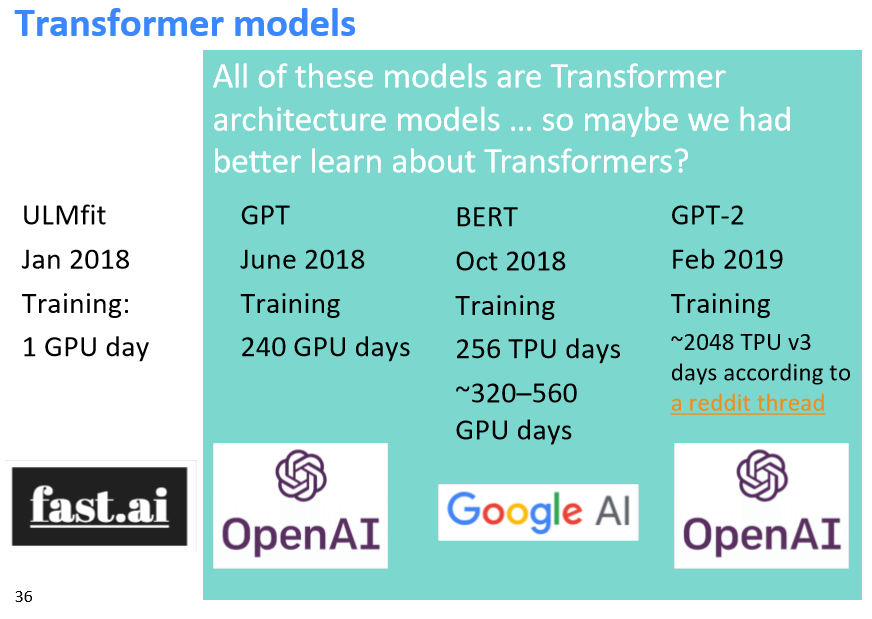 Transformer models
All of these models are Transformer
architecture models … so maybe we had
better learn about Transformers?
ULMfit
Jan 2018
Training:
1 GPU day
GPT
June 2018
Training
240 GPU days
BERT
Oct 2018
Training
256 TPU days
~320–560
GPU days
GPT-2
Feb 2019
Training
~2048 TPU v3
days according to
a reddit thread
fast.ai
OpenAI
Google AI
OpenAI
36